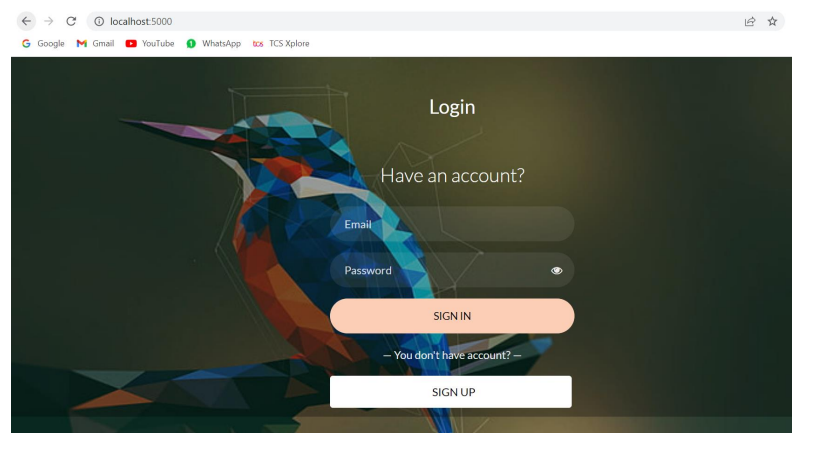 localhost:5000
Google Gmail YouTube WhatsApp tcs TCS Xplore
Login
Have an account?
Email
Password
SIGN IN
— You don't have account? —
SIGN UP